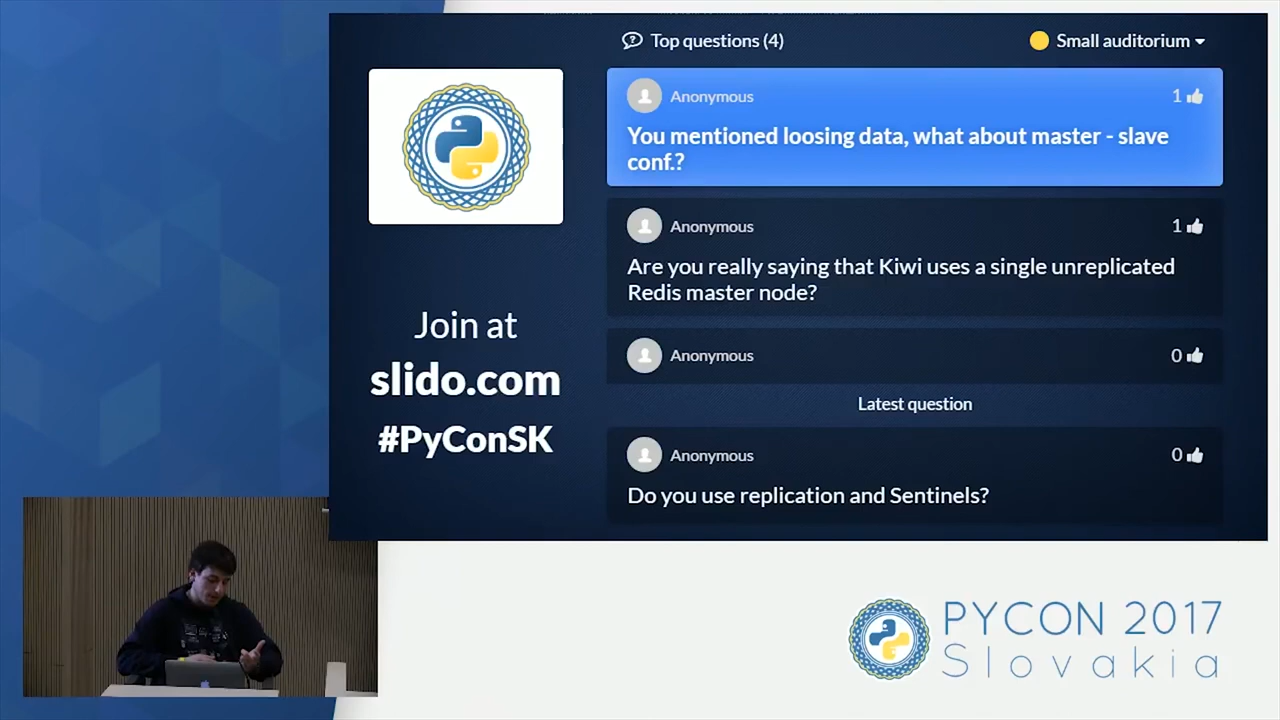 Top questions (4)
Small auditorium
Anonymous
1
You mentioned loosing data, what about master - slave
conf.?
Anonymous
1
Are you really saying that Kiwi uses a single unreplicated
Redis master node?
Anonymous
0
Latest question
Anonymous
0
Do you use replication and Sentinels?
Join at
slido.com
#PyConSK
PYCON 2017
Slovakia